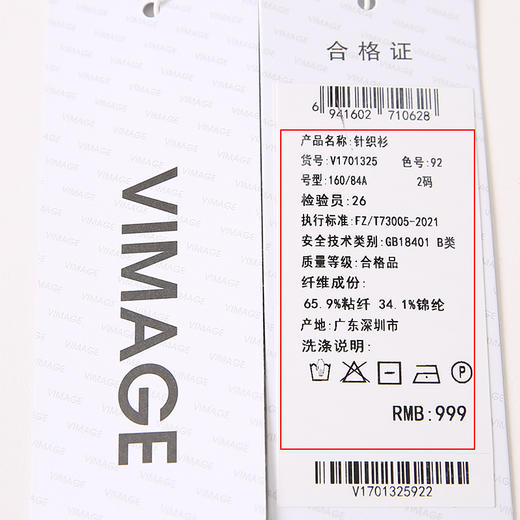 VIMAGE
合格证
6 941602 710628
产品名称:针织衫
货号:V1701325 色号:92
号型:160/84A 2码
检验员:26
执行标准:FZ/T73005-2021
安全技术类别:GB18401 B类
质量等级:合格品
纤维成份:
65.9%粘纤 34.1%锦纶
产地:广东深圳市
洗涤说明:
P
RMB:999
V1701325922